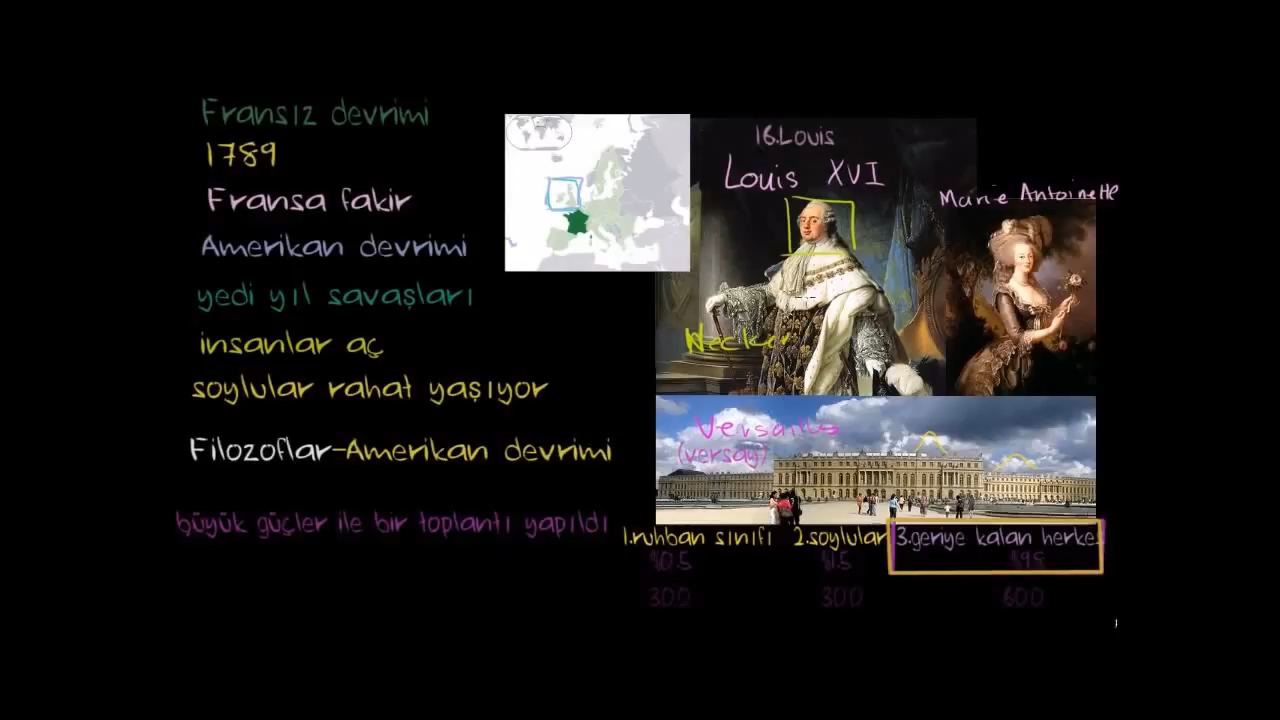 Fransız devrimi
1789
Fransa fakir
Amerikan devrimi
yedi yıl savaşları
insanlar aç
soylular rahat yaşıyor
Filozoflar-Amerikan devrimi
büyük güçler ile bir toplantı yapıldı
16.Louis
Louis XVI
Marie Antoinette
Necker
Versailles
(versay)
1.ruhban sınıfı 2.soylular 3.geriye kalan herkes
%0.5 %1.5 %98
300 300 600